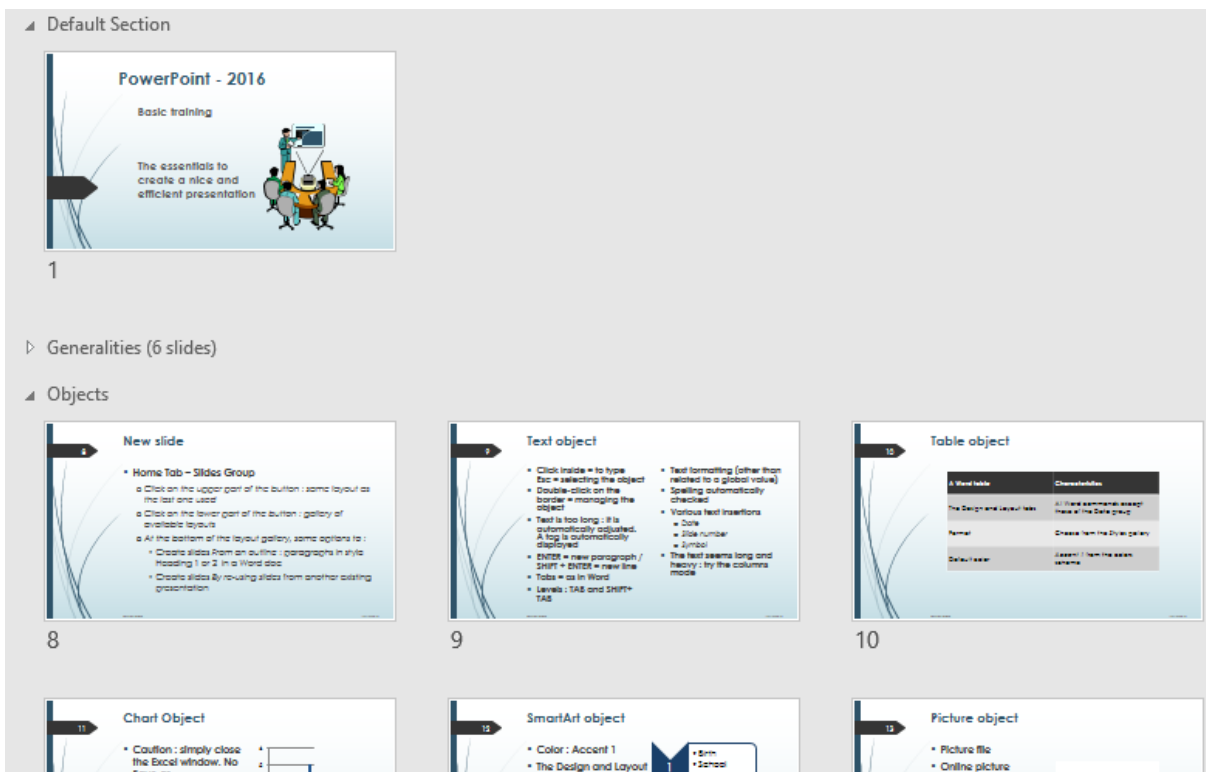 Default Section
PowerPoint - 2016
Basic training
The essentials to
create a nice and
efficient presentation
1
Generalities (6 slides)
Objects
8
New slide
Home Tab – Slides Group
Click on the upper part of the button : same layout as
the last one used
Click on the lower part of the button : gallery of
available layouts
At the bottom of the layout gallery, some options to :
Create slides From an outline : paragraphs in style
Heading 1 or 2 in a Word doc
Create slides By re-using slides from another existing
presentation
8
9
Text object
Click inside = to type
Esc = selecting the object
Double-click on the
border = managing the
object
Text is too long : it is
automatically adjusted.
A tag is automatically
displayed
ENTER = new paragraph /
SHIFT + ENTER = new line
Tabs = as in Word
Levels : TAB and SHIFT+
TAB
Text formatting (other than
related to a global value)
Spelling automatically
checked
Various text insertions
Date
Slide number
Symbol
The text seems long and
heavy : try the columns
mode
9
10
Table object
A Word table Characteristics
The Design and Layout tabs All Word commands except
those of the Data group
Format Choose from the Styles gallery
Default color Accent 1 from the colors
scheme
10
11
Chart Object
Caution : simply close
the Excel window. No
SmartArt object
Color : Accent 1
The Design and Layout
1
Birth
School
13
Picture object
Picture file
Online picture